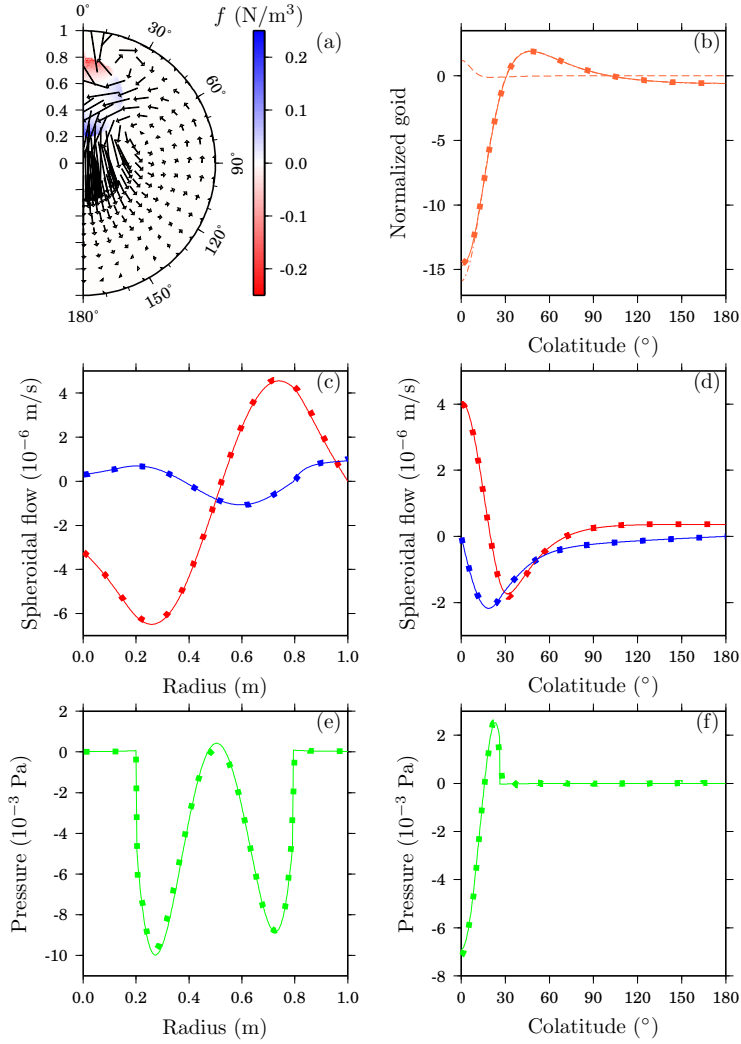 f (N/m³)
(a)
0°
30°
60°
90°
120°
150°
180°
1
0.8
0.6
0.4
0.2
0
0.2
0.1
0.0
-0.1
-0.2
(b)
Normalized goid
5
0
-5
-10
-15
0 30 60 90 120 150 180
Colatitude (°)
(c)
Spheroidal flow (10⁻⁶ m/s)
4
2
0
-2
-4
-6
0.0 0.2 0.4 0.6 0.8 1.0
Radius (m)
(d)
Spheroidal flow (10⁻⁶ m/s)
4
2
0
-2
0 30 60 90 120 150 180
Colatitude (°)
(e)
Pressure (10⁻³ Pa)
2
0
-2
-4
-6
-8
-10
0.0 0.2 0.4 0.6 0.8 1.0
Radius (m)
(f)
Pressure (10⁻³ Pa)
2
0
-2
-4
-6
-8
0 30 60 90 120 150 180
Colatitude (°)